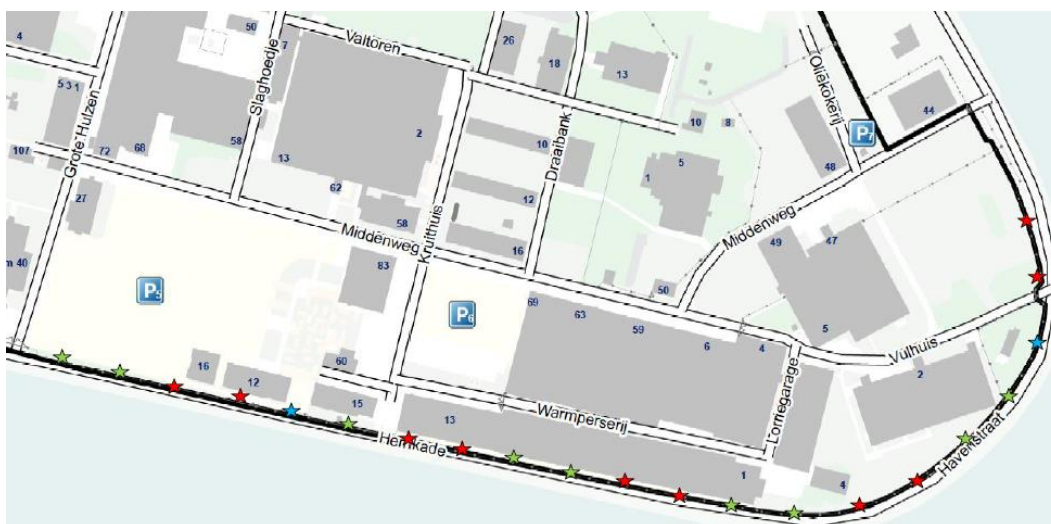 4
50
7
Valtoren
26
18
13
Oliekokerij
44
5 3 1
Slaghoedje
2
Draaibank
10
8
P7
Grote Hulzen
107
72
68
58
13
10
5
1
48
62
12
27
58
Kruithuis
Middenweg
16
Middenweg
49
47
m 40
83
50
P5
P6
69
63
59
6
4
5
Vulhuis
16
12
60
15
13
Warmperserij
Lorriegarage
2
Hemkade
1
4
Havenstraat